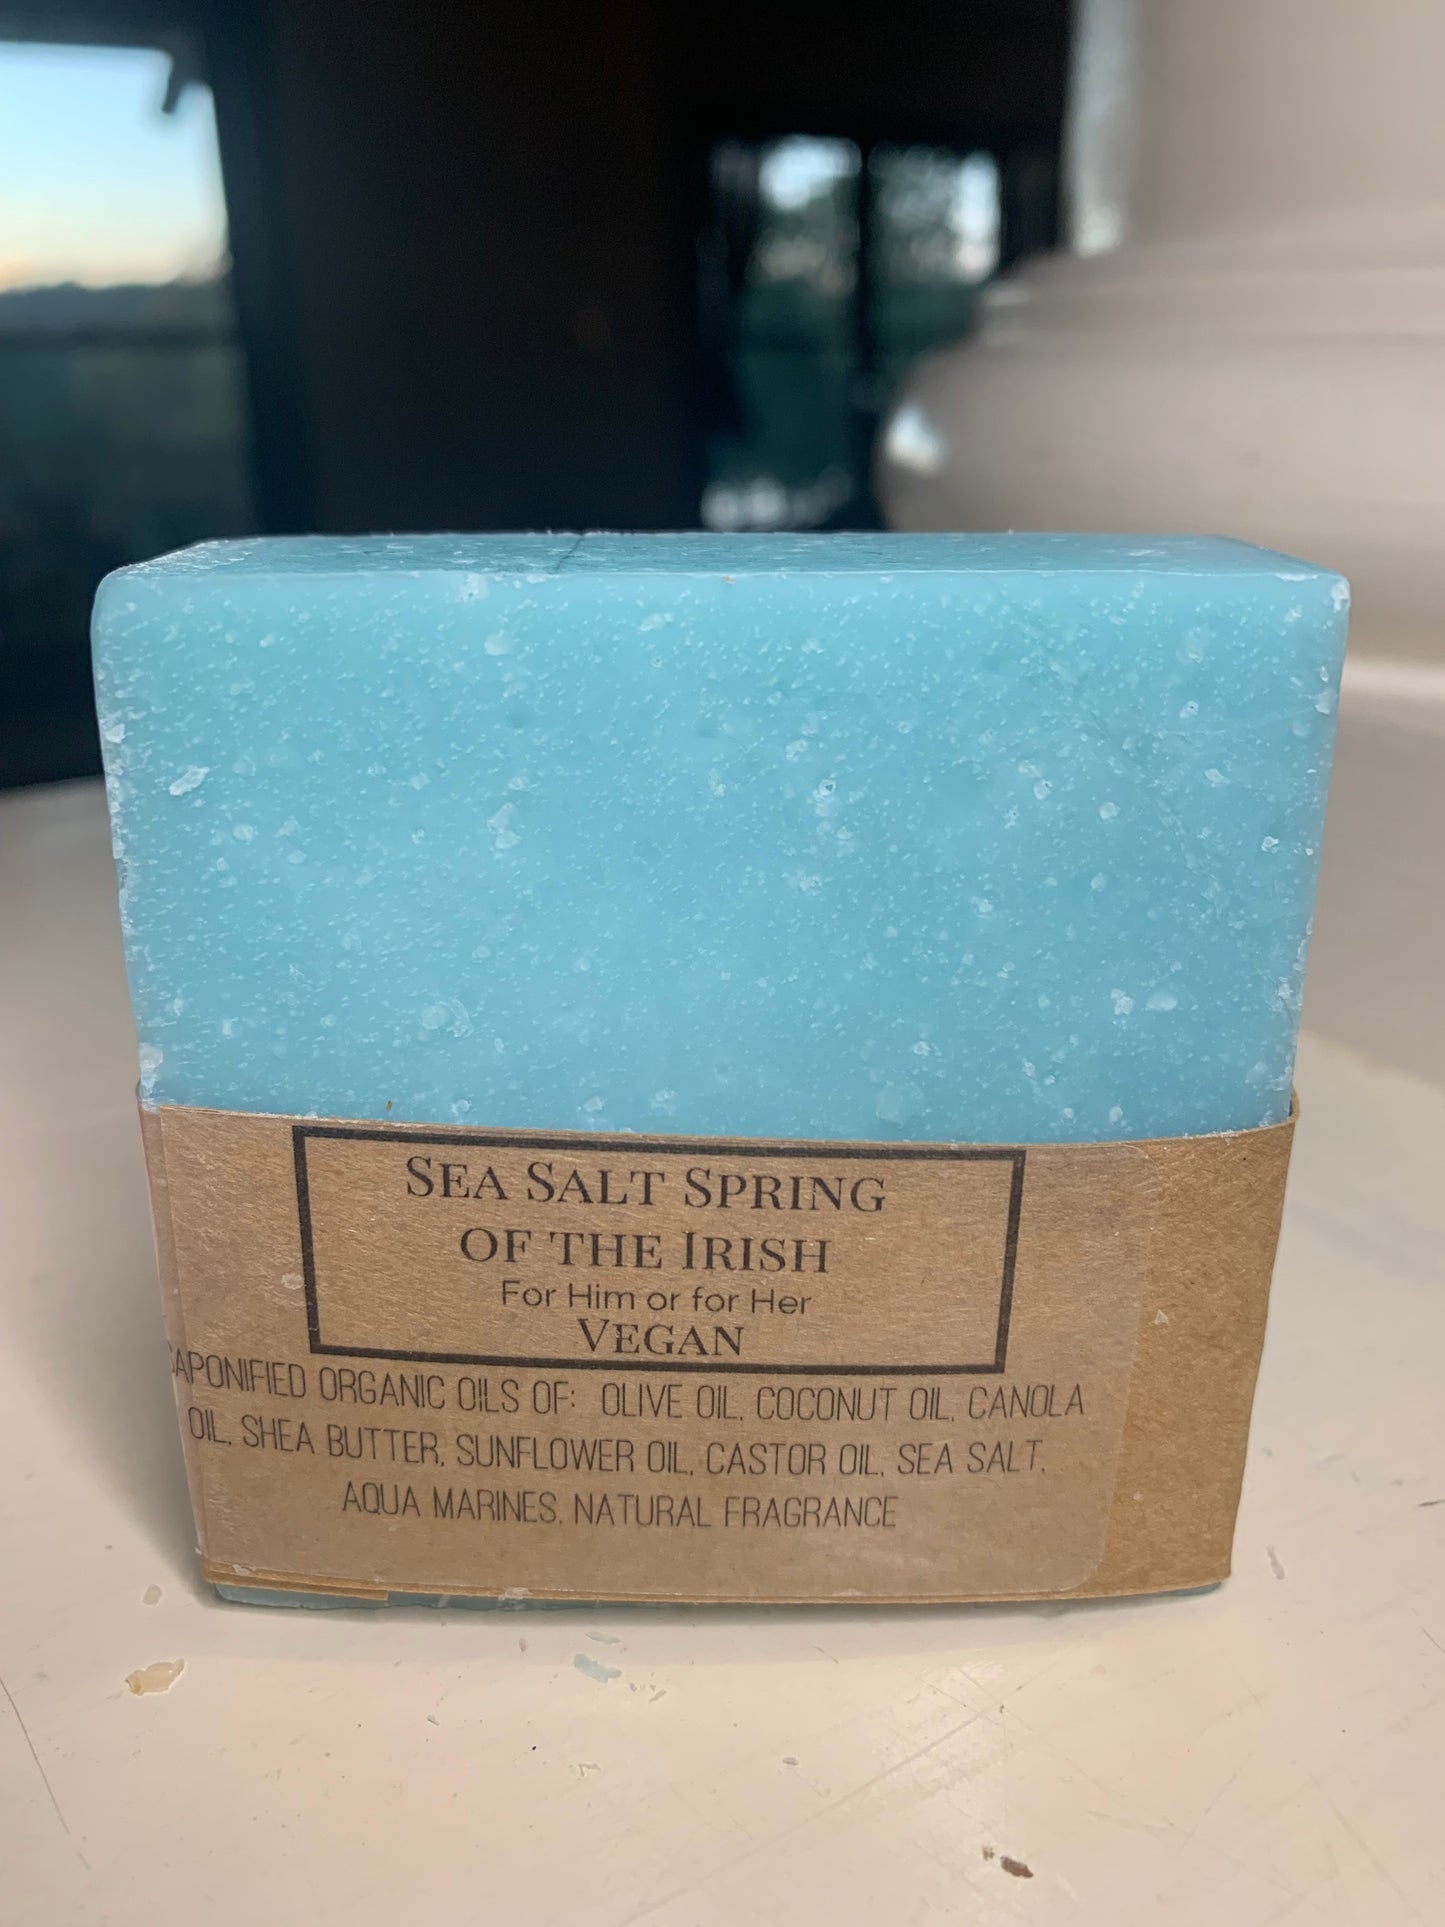 SEA SALT SPRING
OF THE IRISH
For Him or for Her
VEGAN
SAPONIFIED ORGANIC OILS OF: OLIVE OIL, COCONUT OIL, CANOLA
OIL, SHEA BUTTER, SUNFLOWER OIL, CASTOR OIL, SEA SALT,
AQUA MARINES, NATURAL FRAGRANCE